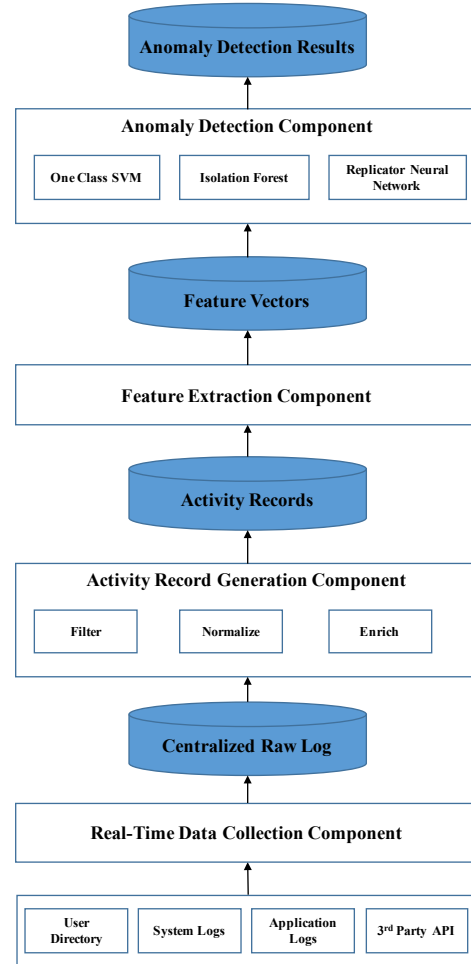 Anomaly Detection Results
Anomaly Detection Component
One Class SVM
Isolation Forest
Replicator Neural
Network
Feature Vectors
Feature Extraction Component
Activity Records
Activity Record Generation Component
Filter
Normalize
Enrich
Centralized Raw Log
Real-Time Data Collection Component
User
Directory
System Logs
Application
Logs
3rd Party API